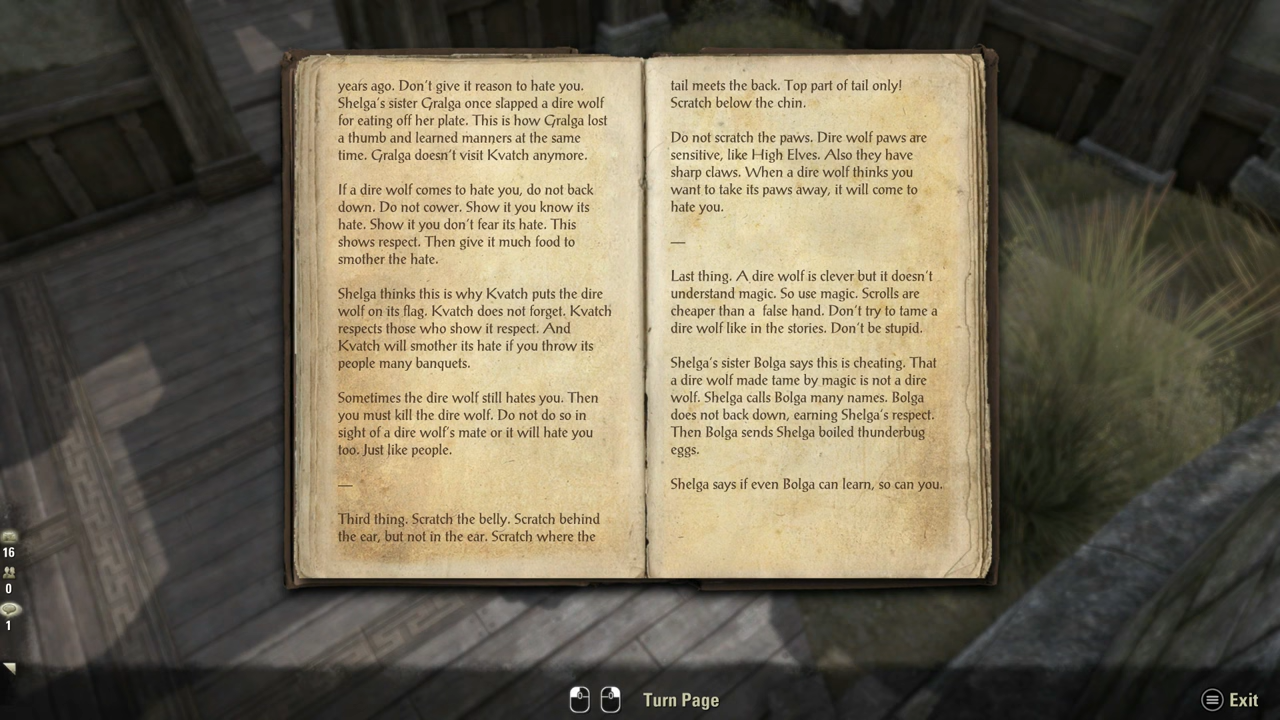 years ago. Don't give it reason to hate you.
Shelga's sister Gralga once slapped a dire wolf
for eating off her plate. This is how Gralga lost
a thumb and learned manners at the same
time. Gralga doesn't visit Kvatch anymore.
If a dire wolf comes to hate you, do not back
down. Do not cower. Show it you know its
hate. Show it you don't fear its hate. This
shows respect. Then give it much food to
smother the hate.
Shelga thinks this is why Kvatch puts the dire
wolf on its flag. Kvatch does not forget. Kvatch
respects those who show it respect. And
Kvatch will smother its hate if you throw its
people many banquets.
Sometimes the dire wolf still hates you. Then
you must kill the dire wolf. Do not do so in
sight of a dire wolf's mate or it will hate you
too. Just like people.
—
Third thing. Scratch the belly. Scratch behind
the ear, but not in the ear. Scratch where the
tail meets the back. Top part of tail only!
Scratch below the chin.
Do not scratch the paws. Dire wolf paws are
sensitive, like High Elves. Also they have
sharp claws. When a dire wolf thinks you
want to take its paws away, it will come to
hate you.
—
Last thing. A dire wolf is clever but it doesn't
understand magic. So use magic. Scrolls are
cheaper than a  false hand. Don't try to tame a
dire wolf like in the stories. Don't be stupid.
Shelga's sister Bolga says this is cheating. That
a dire wolf made tame by magic is not a dire
wolf. Shelga calls Bolga many names. Bolga
does not back down, earning Shelga's respect.
Then Bolga sends Shelga boiled thunderbug
eggs.
Shelga says if even Bolga can learn, so can you.
16
0
1
Turn Page
Exit